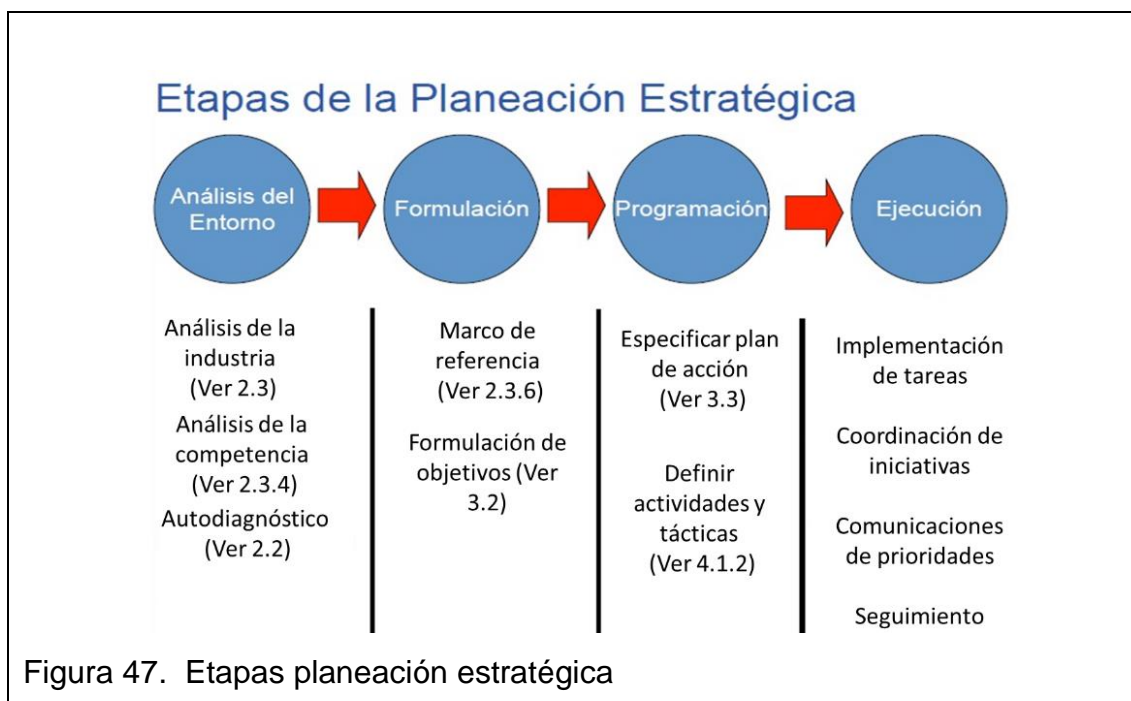 Etapas de la Planeación Estratégica
Análisis del
Entorno
Formulación
Programación
Ejecución
Análisis de la
industria
(Ver 2.3)
Análisis de la
competencia
(Ver 2.3.4)
Autodiagnóstico
(Ver 2.2)
Marco de
referencia
(Ver 2.3.6)
Formulación de
objetivos (Ver
3.2)
Especificar plan
de acción
(Ver 3.3)
Definir
actividades y
tácticas
(Ver 4.1.2)
Implementación
de tareas
Coordinación de
iniciativas
Comunicaciones
de prioridades
Seguimiento
Figura 47.  Etapas planeación estratégica